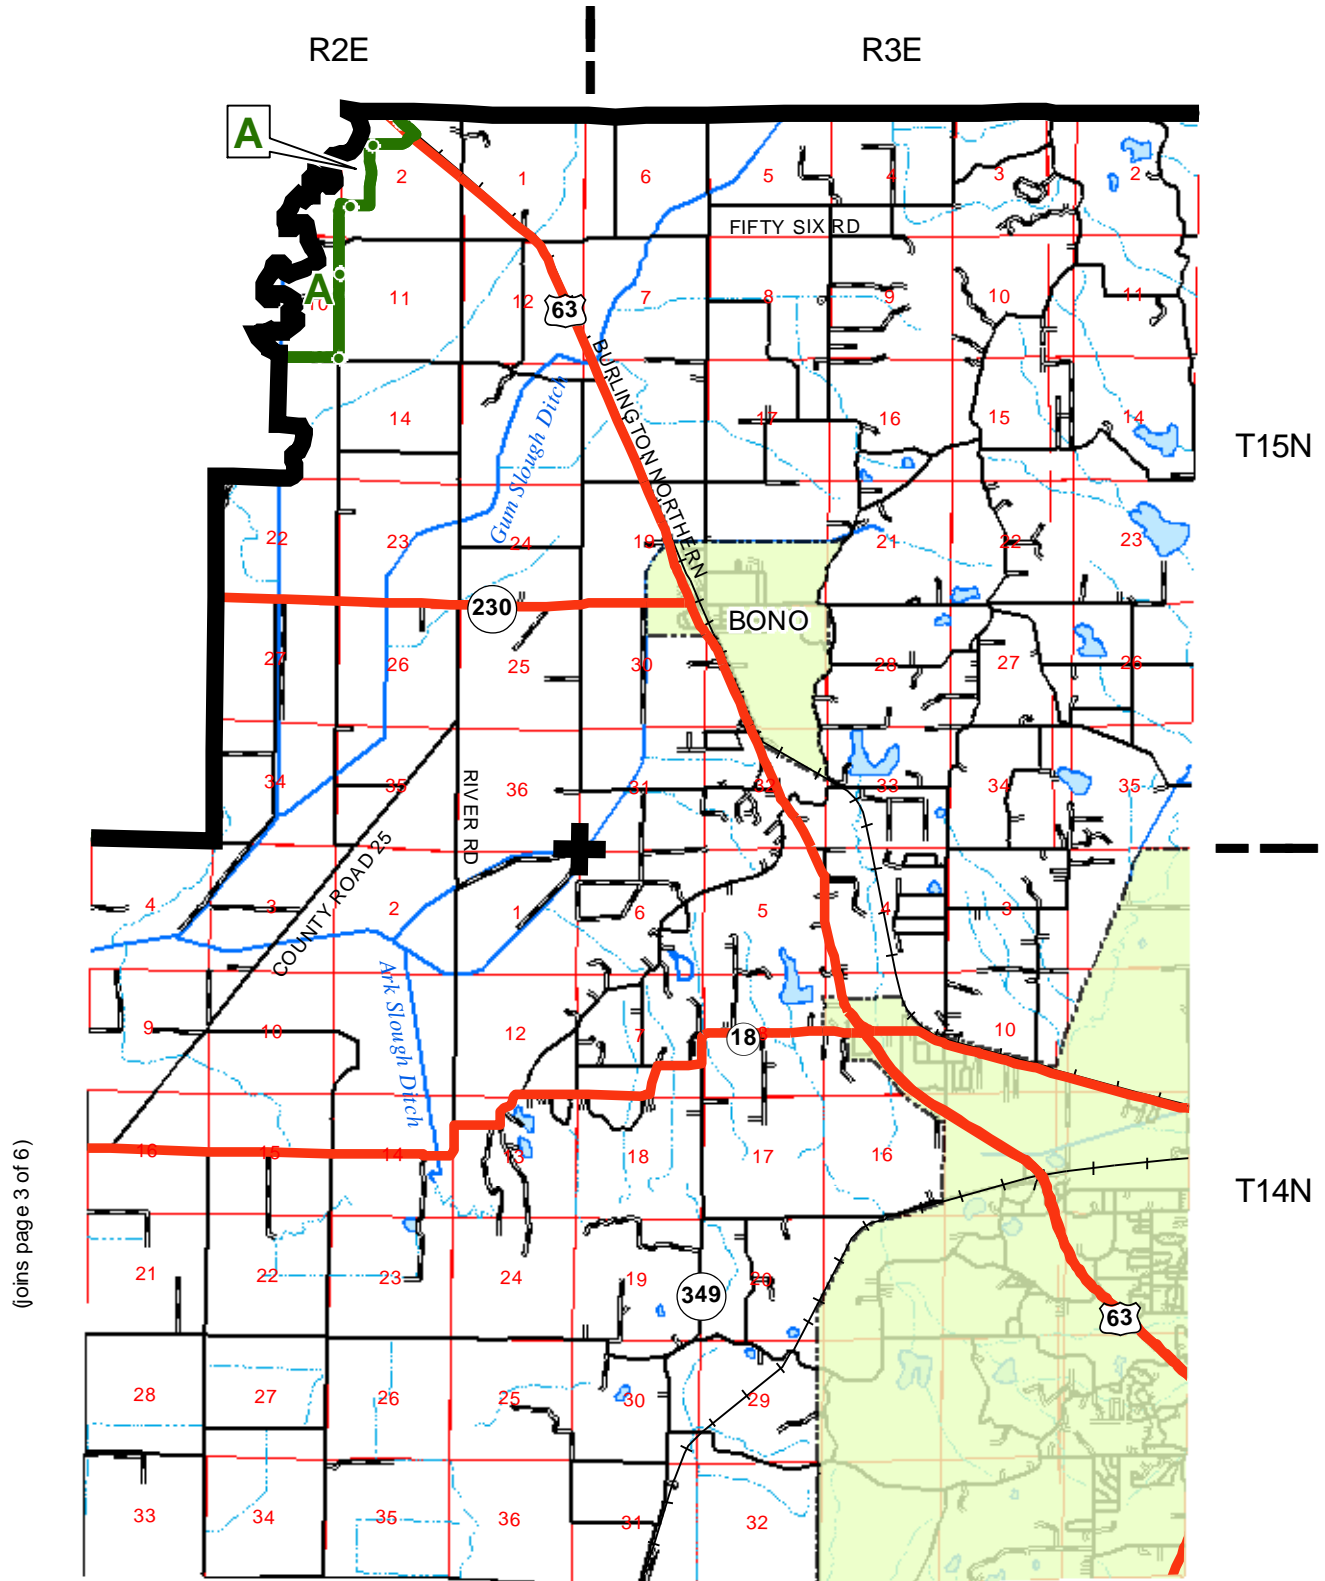 R2E R3E
A
2 1 6 5 4 3 2
FIFTY SIX RD
A
10 11 12 7 8 9 10 11
63
BURLINGTON NORTHERN
14 17 16 15 14
T15N
Gum Slough Ditch
22 23 24 19 21 22 23
230
BONO
27 26 25 30 28 27 26
34 35 36 31 32 33 34 35
RIVER RD
COUNTY ROAD 25
4 3 2 1 6 5 4 3
Ark Slough Ditch
9 10 12 7 18 8 10
16 15 14 13 18 17 16
T14N
(joins page 3 of 6)
21 22 23 24 19 20
349
63
28 27 26 25 30 29
33 34 35 36 31 32